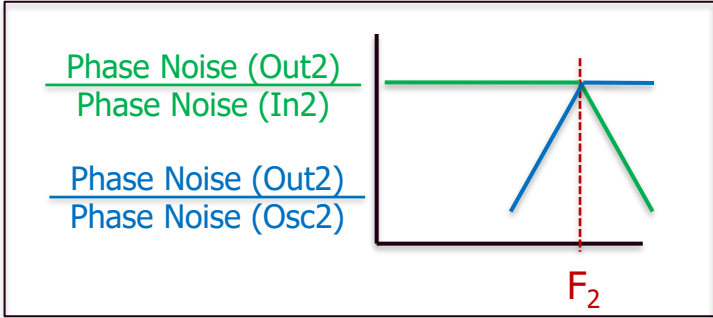 Phase Noise (Out2)
Phase Noise (In2)
Phase Noise (Out2)
Phase Noise (Osc2)
F₂